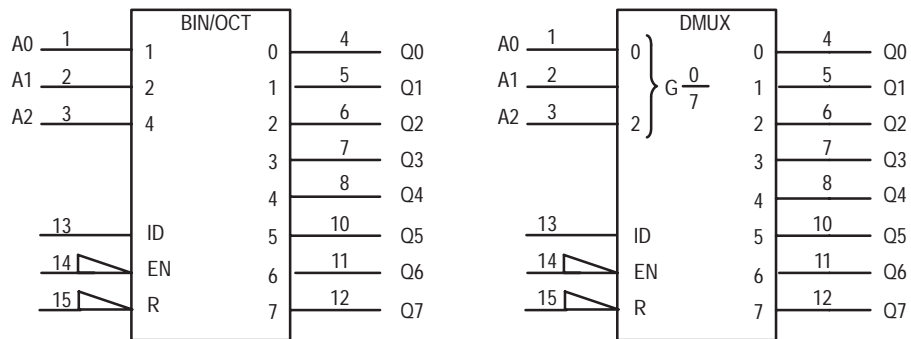 BIN/OCT
A0 1 1 0 4 Q0
A1 2 2 1 5 Q1
A2 3 4 2 6 Q2
3 7 Q3
4 8 Q4
13 ID 5 10 Q5
14 EN 6 11 Q6
15 R 7 12 Q7
DMUX
A0 1 0 0 4 Q0
A1 2 G 0/7 1 5 Q1
A2 3 2 2 6 Q2
3 7 Q3
4 8 Q4
13 ID 5 10 Q5
14 EN 6 11 Q6
15 R 7 12 Q7